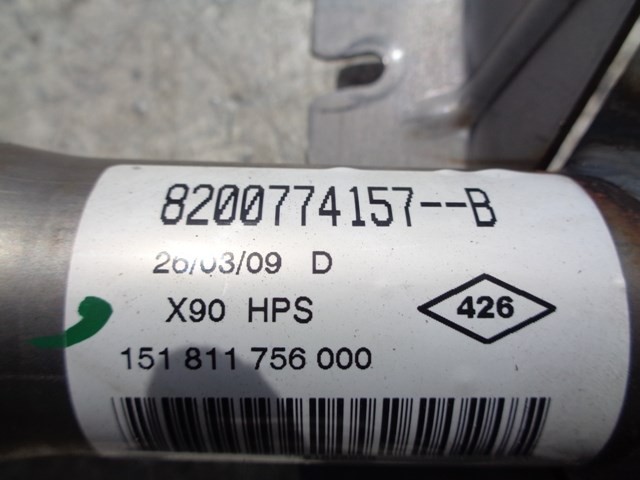 8200774157--B
26/03/09 D
X90 HPS
426
151 811 756 000